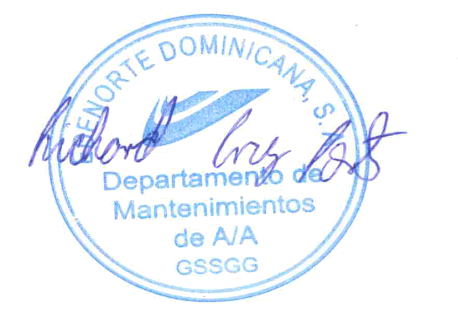 ENORTE DOMINICANA, S.
Richard Cruz
Departamento de
Mantenimientos
de A/A
GSSGG